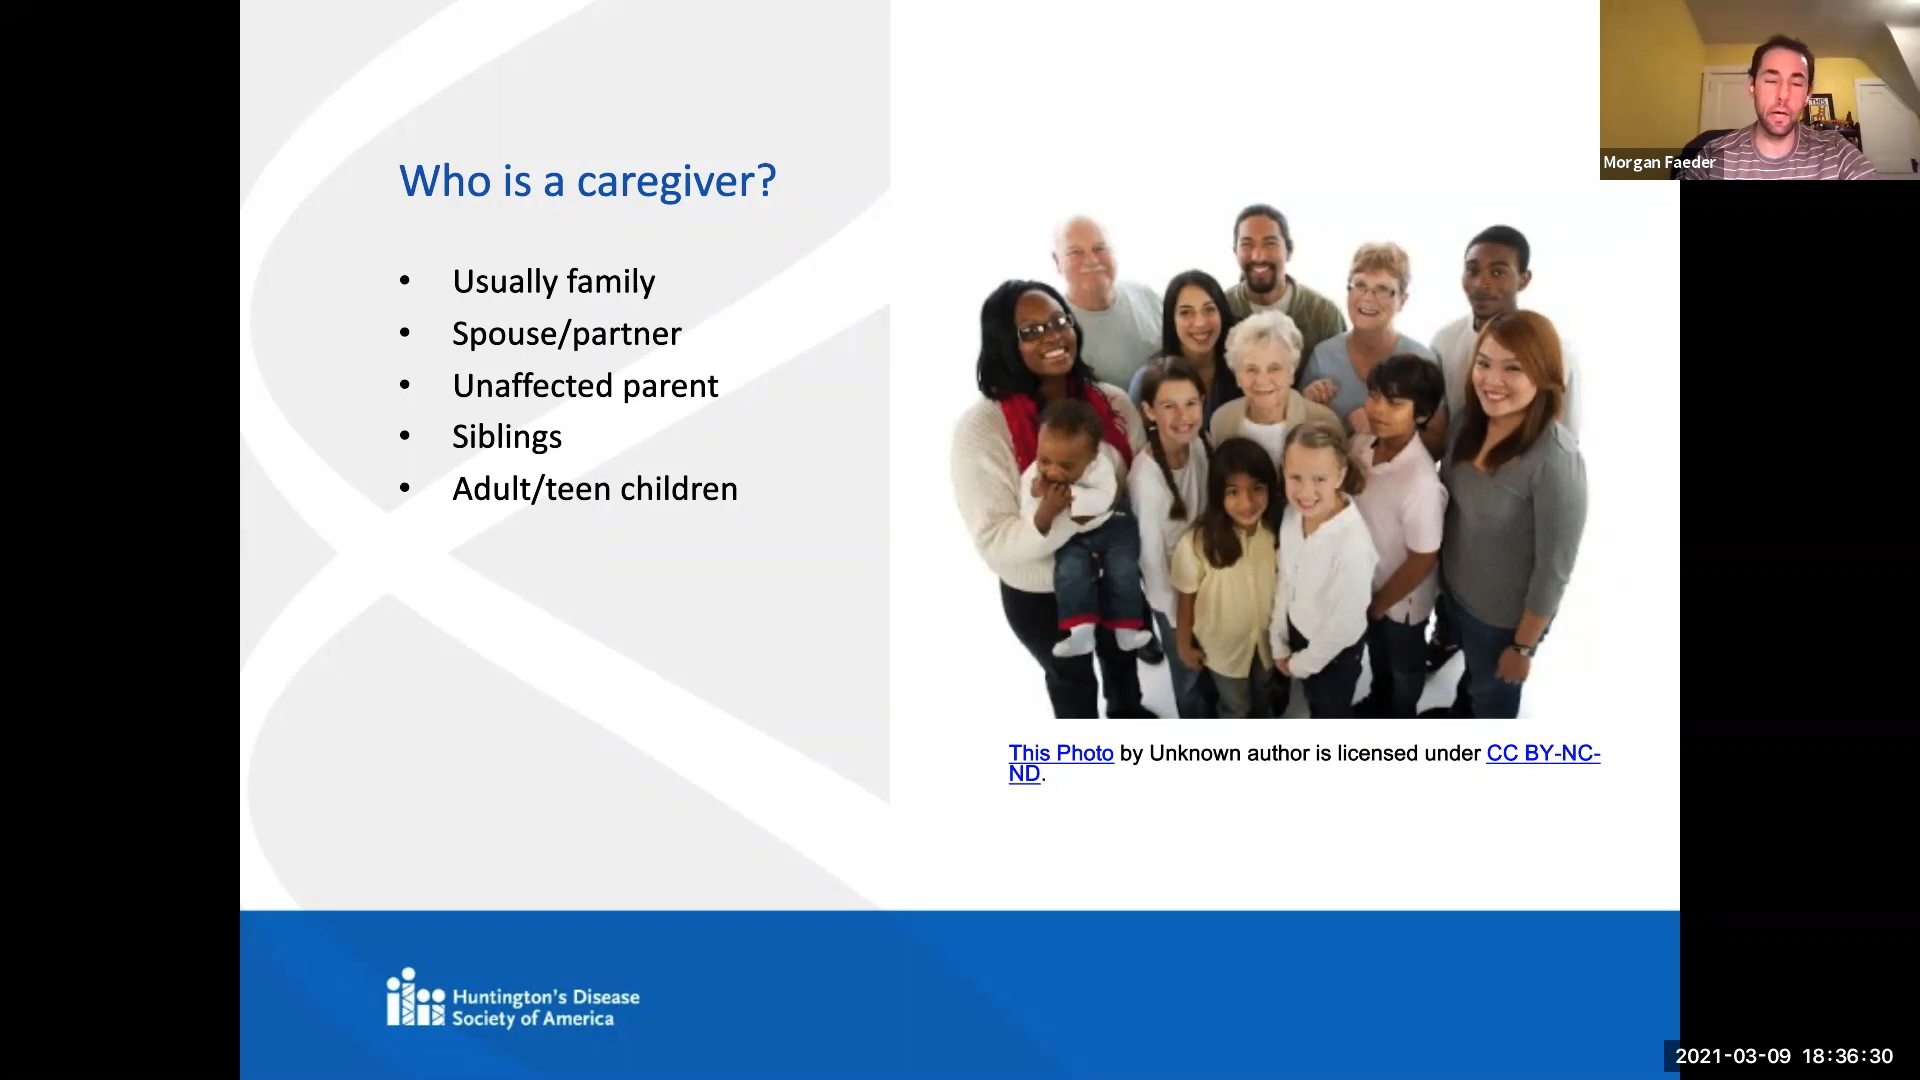 Who is a caregiver?
• Usually family
• Spouse/partner
• Unaffected parent
• Siblings
• Adult/teen children
THIS
Morgan Faeder
This Photo by Unknown author is licensed under CC BY-NC-
ND.
Huntington's Disease
Society of America
2021-03-09 18:36:30